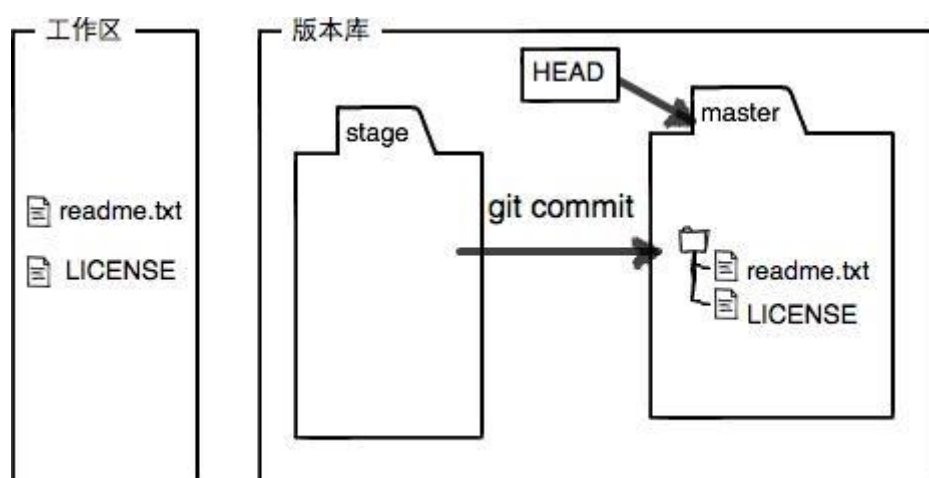 工作区
readme.txt
LICENSE
版本库
stage
git commit
HEAD
master
readme.txt
LICENSE